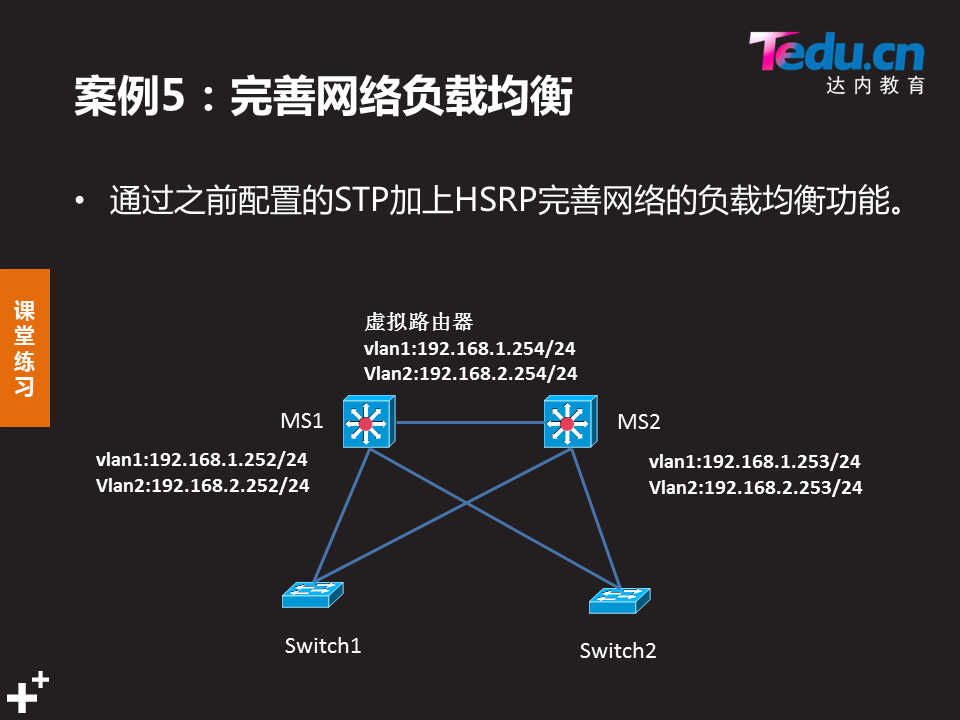 Tedu.cn
达内教育
案例5：完善网络负载均衡
• 通过之前配置的STP加上HSRP完善网络的负载均衡功能。
课
堂
练
习
虚拟路由器
vlan1:192.168.1.254/24
Vlan2:192.168.2.254/24
MS1
MS2
vlan1:192.168.1.252/24
Vlan2:192.168.2.252/24
vlan1:192.168.1.253/24
Vlan2:192.168.2.253/24
Switch1
Switch2